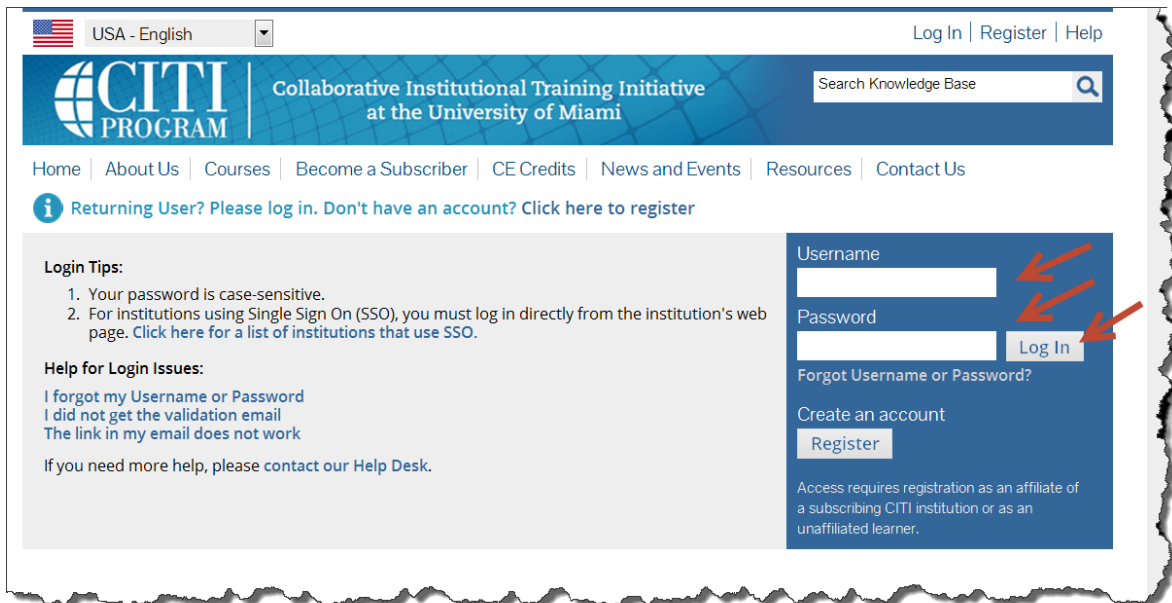 USA - English
Log In | Register | Help
CITI
PROGRAM
Collaborative Institutional Training Initiative
at the University of Miami
Search Knowledge Base
Home | About Us | Courses | Become a Subscriber | CE Credits | News and Events | Resources | Contact Us
Returning User? Please log in. Don't have an account? Click here to register
Login Tips:
1. Your password is case-sensitive.
2. For institutions using Single Sign On (SSO), you must log in directly from the institution's web
page. Click here for a list of institutions that use SSO.
Help for Login Issues:
I forgot my Username or Password
I did not get the validation email
The link in my email does not work
If you need more help, please contact our Help Desk.
Username
Password
Log In
Forgot Username or Password?
Create an account
Register
Access requires registration as an affiliate of
a subscribing CITI institution or as an
unaffiliated learner.